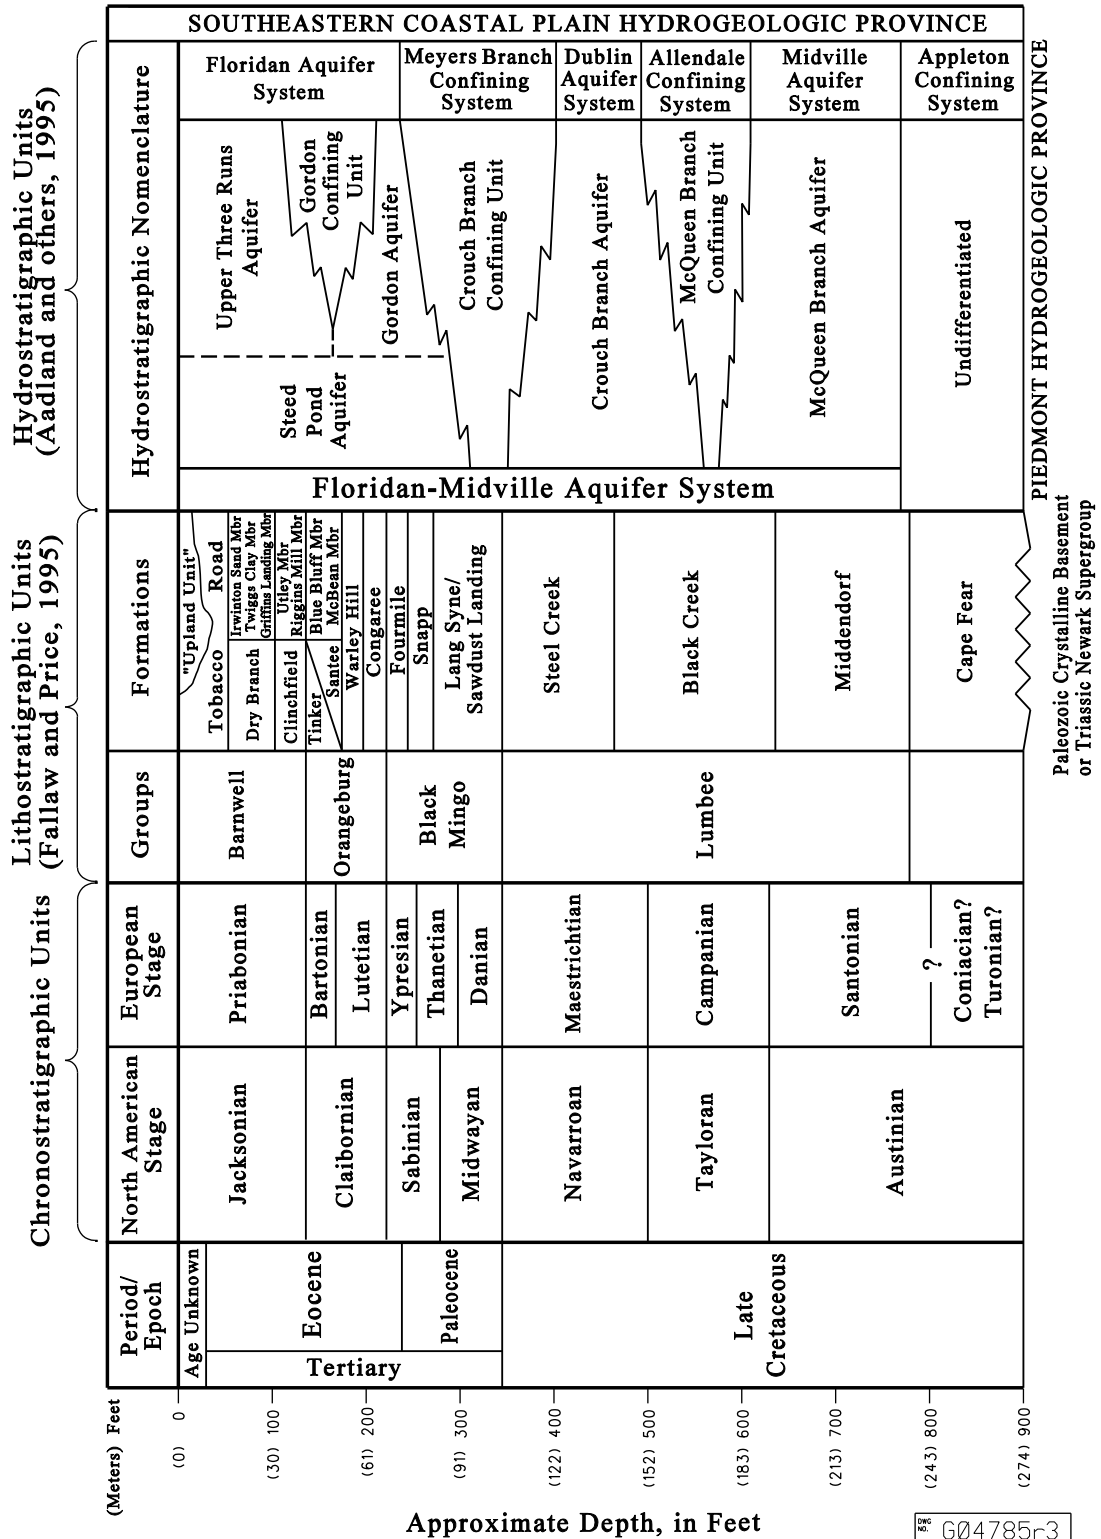 SOUTHEASTERN COASTAL PLAIN HYDROGEOLOGIC PROVINCE
PIEDMONT HYDROGEOLOGIC PROVINCE
Hydrostratigraphic Units
(Aadland and others, 1995)
Hydrostratigraphic Nomenclature
Floridan Aquifer
System
Meyers Branch
Confining
System
Dublin
Aquifer
System
Allendale
Confining
System
Midville
Aquifer
System
Appleton
Confining
System
Upper Three Runs
Aquifer
Gordon
Confining
Unit
Gordon Aquifer
Steed
Pond
Aquifer
Crouch Branch
Confining Unit
Crouch Branch Aquifer
McQueen Branch
Confining Unit
McQueen Branch Aquifer
Undifferentiated
Floridan-Midville Aquifer System
Lithostratigraphic Units
(Fallaw and Price, 1995)
Formations
"Upland Unit"
Tobacco Road
Irwinton Sand Mbr
Twiggs Clay Mbr
Griffins Landing Mbr
Dry Branch
Utley Mbr
Riggins Mill Mbr
Clinchfield
Blue Bluff Mbr
McBean Mbr
Tinker
Santee
Warley Hill
Congaree
Fourmile
Snapp
Lang Syne/
Sawdust Landing
Steel Creek
Black Creek
Middendorf
Cape Fear
Paleozoic Crystalline Basement
or Triassic Newark Supergroup
Groups
Barnwell
Orangeburg
Black
Mingo
Lumbee
Chronostratigraphic Units
European
Stage
Priabonian
Bartonian
Lutetian
Ypresian
Thanetian
Danian
Maestrichtian
Campanian
Santonian
?
Coniacian?
Turonian?
North American
Stage
Jacksonian
Claibornian
Sabinian
Midwayan
Navarroan
Tayloran
Austinian
Period/
Epoch
Age Unknown
Eocene
Paleocene
Tertiary
Late
Cretaceous
(Meters) Feet
(0) 0
(30) 100
(61) 200
(91) 300
(122) 400
(152) 500
(183) 600
(213) 700
(243) 800
(274) 900
Approximate Depth, in Feet
DWG
NO.
G04785r3